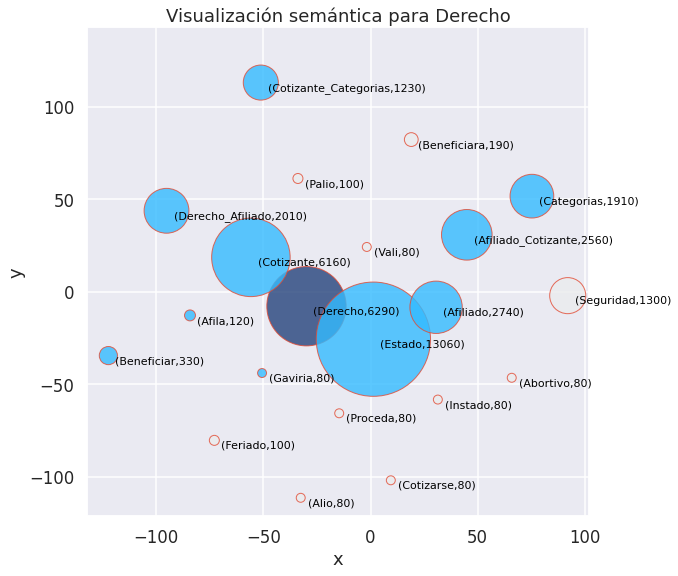 Visualización semántica para Derecho
y
100
50
0
−50
−100
(Cotizante_Categorias,1230)
(Beneficiara,190)
(Palio,100)
(Categorias,1910)
(Derecho_Afiliado,2010)
(Afiliado_Cotizante,2560)
(Vali,80)
(Cotizante,6160)
(Seguridad,1300)
(Derecho,6290)
(Afiliado,2740)
(Afila,120)
(Estado,13060)
(Beneficiar,330)
(Gaviria,80)
(Abortivo,80)
(Instado,80)
(Proceda,80)
(Feriado,100)
(Cotizarse,80)
(Alio,80)
−100
−50
0
50
100
x